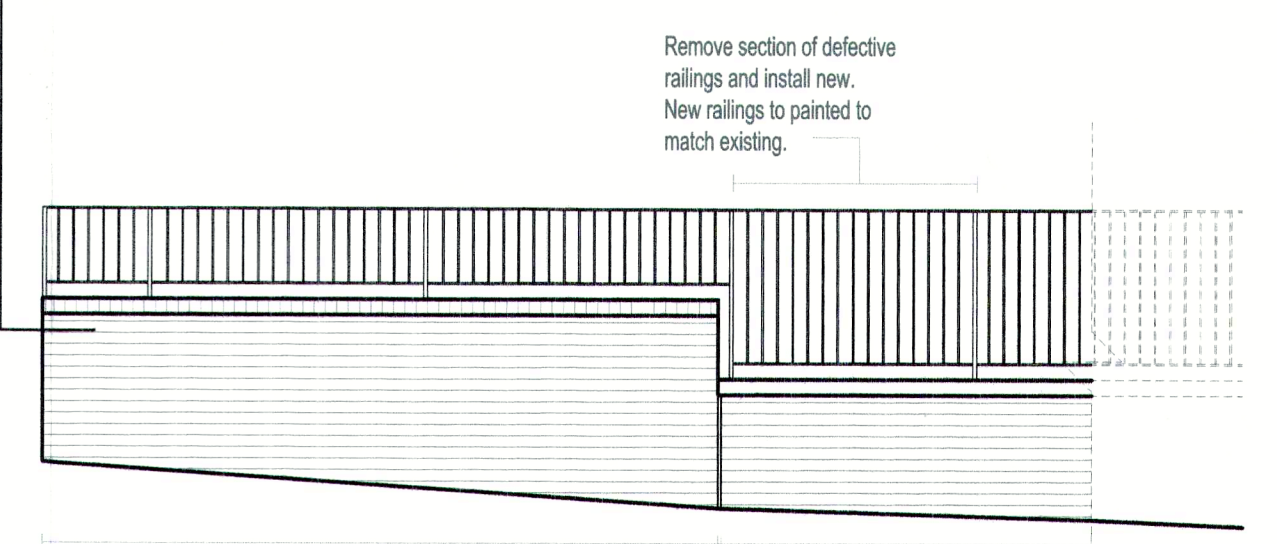 Remove section of defective
railings and install new.
New railings to painted to
match existing.